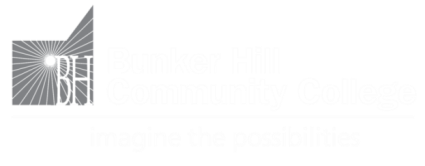 BH
Bunker Hill
Community College
imagine the possibilities